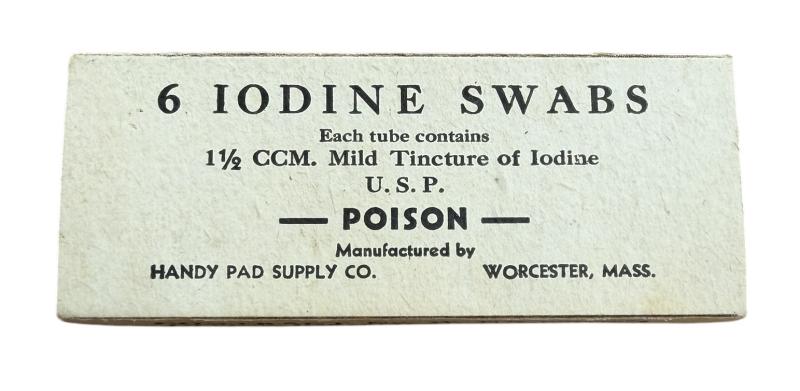 6 IODINE SWABS
Each tube contains
1½ CCM. Mild Tincture of Iodine
U. S. P.
— POISON —
Manufactured by
HANDY PAD SUPPLY CO. WORCESTER, MASS.